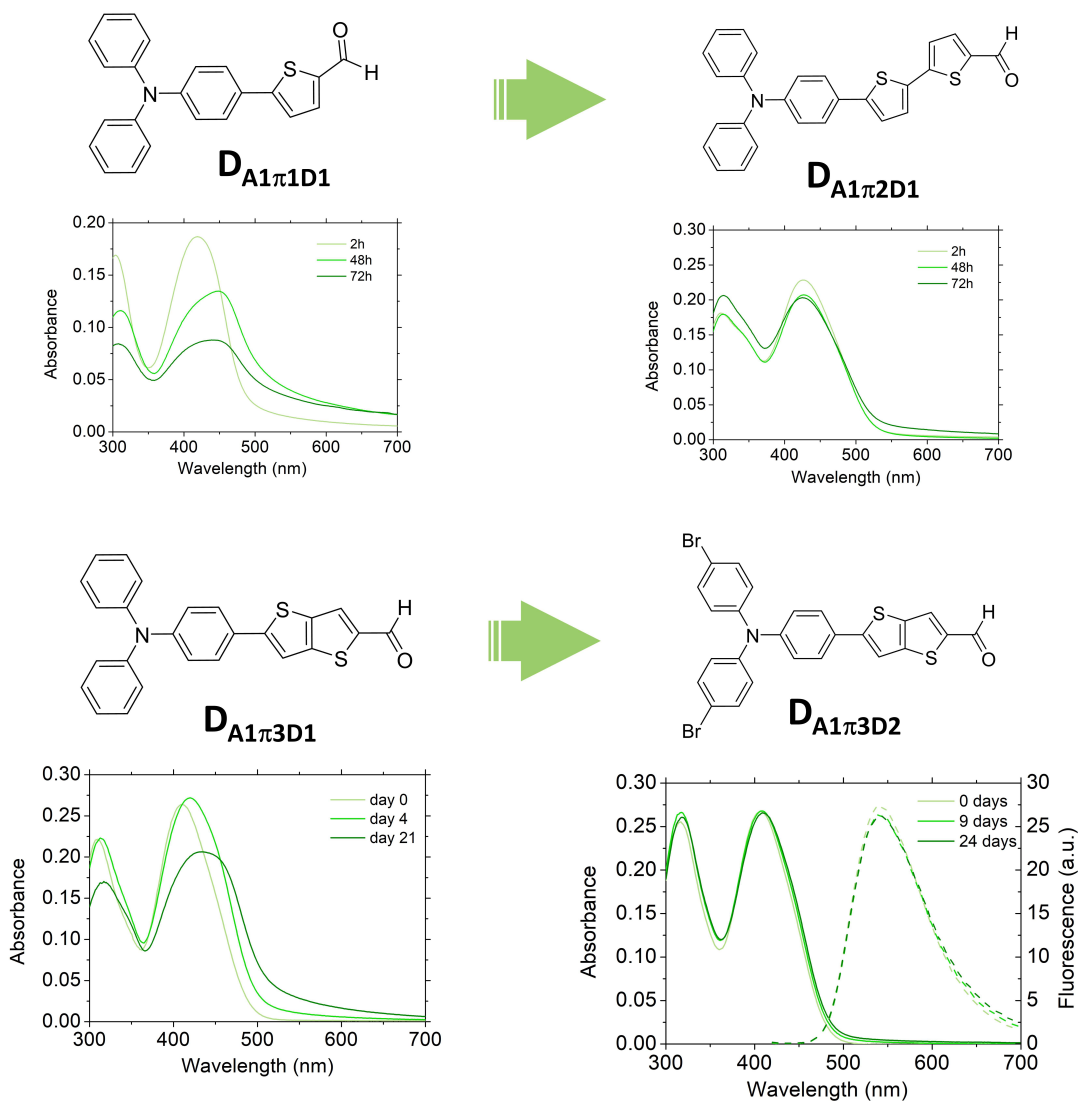 O
S
H
N
D A1π1D1
H
S
O
N
S
D A1π2D1
0.20
0.15
0.10
0.05
0.00
Absorbance
2h
48h
72h
300 400 500 600 700
Wavelength (nm)
0.30
0.25
0.20
0.15
0.10
0.05
0.00
Absorbance
2h
48h
72h
300 400 500 600 700
Wavelength (nm)
S
H
N
S
O
D A1π3D1
Br
S
H
N
S
O
Br
D A1π3D2
0.30
0.25
0.20
0.15
0.10
0.05
0.00
Absorbance
day 0
day 4
day 21
300 400 500 600 700
Wavelength (nm)
0.30
0.25
0.20
0.15
0.10
0.05
0.00
Absorbance
0 days
9 days
24 days
30
25
20
15
10
5
0
Fluorescence (a.u.)
300 400 500 600 700
Wavelength (nm)